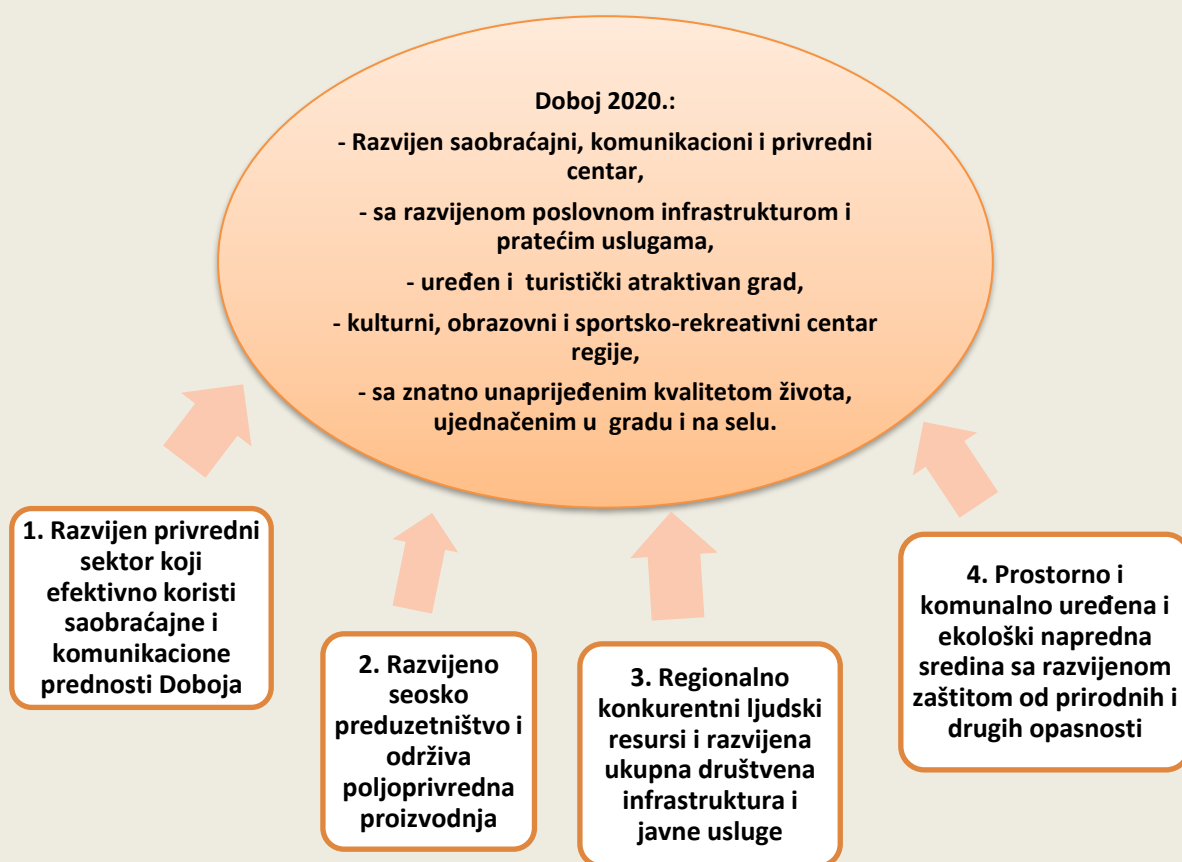 Doboj 2020.:
- Razvijen saobraćajni, komunikacioni i privredni
centar,
- sa razvijenom poslovnom infrastrukturom i
pratećim uslugama,
- uređen i  turistički atraktivan grad,
- kulturni, obrazovni i sportsko-rekreativni centar
regije,
- sa znatno unaprijeđenim kvalitetom života,
ujednačenim u  gradu i na selu.
1. Razvijen privredni
sektor koji
efektivno koristi
saobraćajne i
komunikacione
prednosti Doboja
2. Razvijeno
seosko
preduzetništvo i
održiva
poljoprivredna
proizvodnja
3. Regionalno
konkurentni ljudski
resursi i razvijena
ukupna društvena
infrastruktura i
javne usluge
4. Prostorno i
komunalno uređena i
ekološki napredna
sredina sa razvijenom
zaštitom od prirodnih i
drugih opasnosti